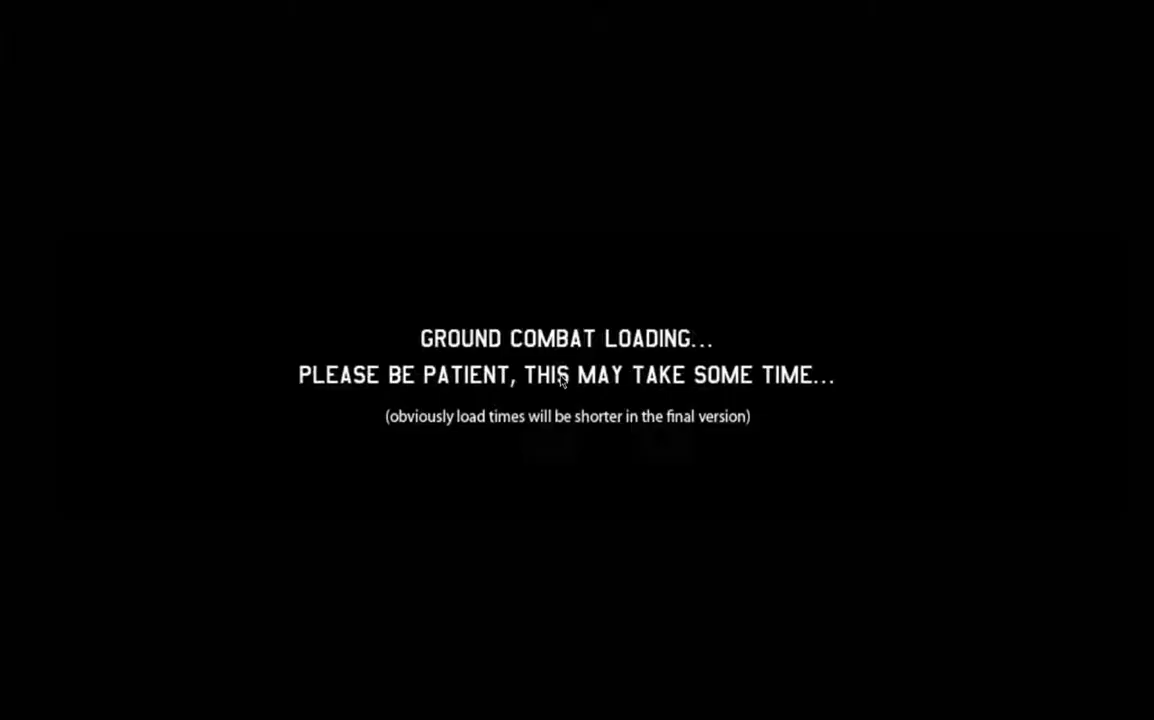 GROUND COMBAT LOADING...
PLEASE BE PATIENT, THIS MAY TAKE SOME TIME...
(obviously load times will be shorter in the final version)